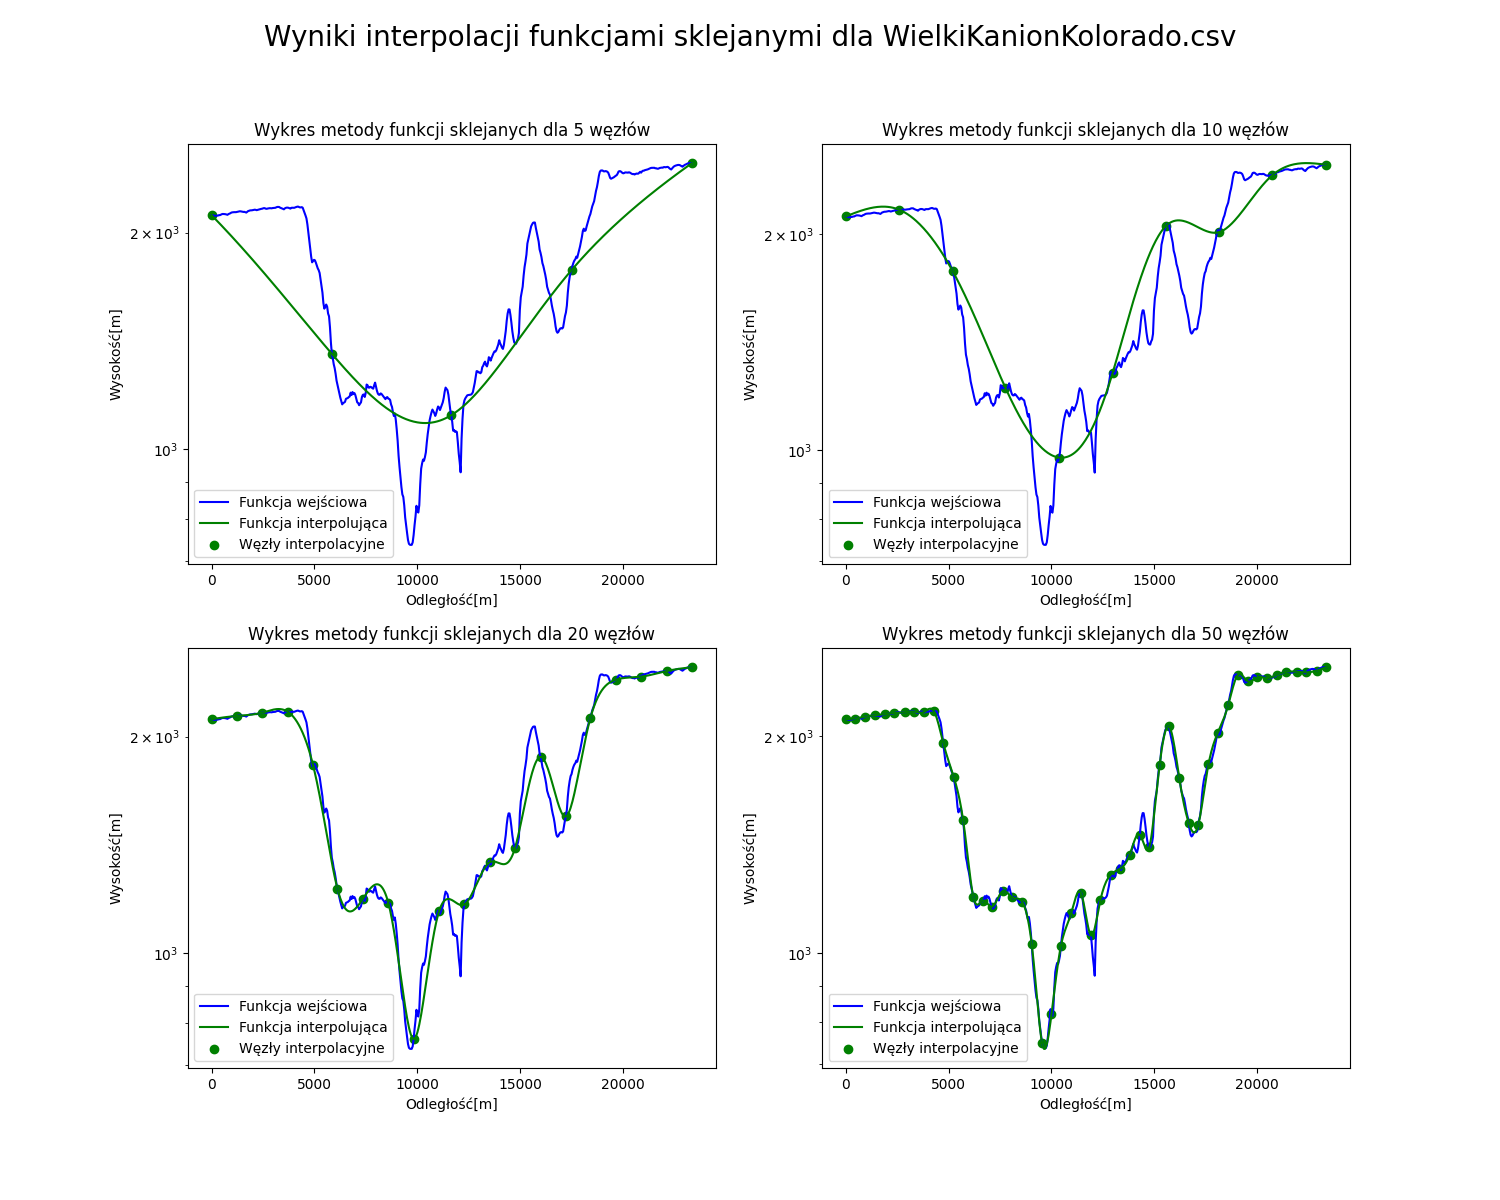 Wyniki interpolacji funkcjami sklejanymi dla WielkiKanionKolorado.csv
Wykres metody funkcji sklejanych dla 5 węzłów
2 × 10³
10³
Wysokość[m]
Funkcja wejściowa
Funkcja interpolująca
Węzły interpolacyjne
0 5000 10000 15000 20000
Odległość[m]
Wykres metody funkcji sklejanych dla 10 węzłów
2 × 10³
10³
Wysokość[m]
Funkcja wejściowa
Funkcja interpolująca
Węzły interpolacyjne
0 5000 10000 15000 20000
Odległość[m]
Wykres metody funkcji sklejanych dla 20 węzłów
2 × 10³
10³
Wysokość[m]
Funkcja wejściowa
Funkcja interpolująca
Węzły interpolacyjne
0 5000 10000 15000 20000
Odległość[m]
Wykres metody funkcji sklejanych dla 50 węzłów
2 × 10³
10³
Wysokość[m]
Funkcja wejściowa
Funkcja interpolująca
Węzły interpolacyjne
0 5000 10000 15000 20000
Odległość[m]